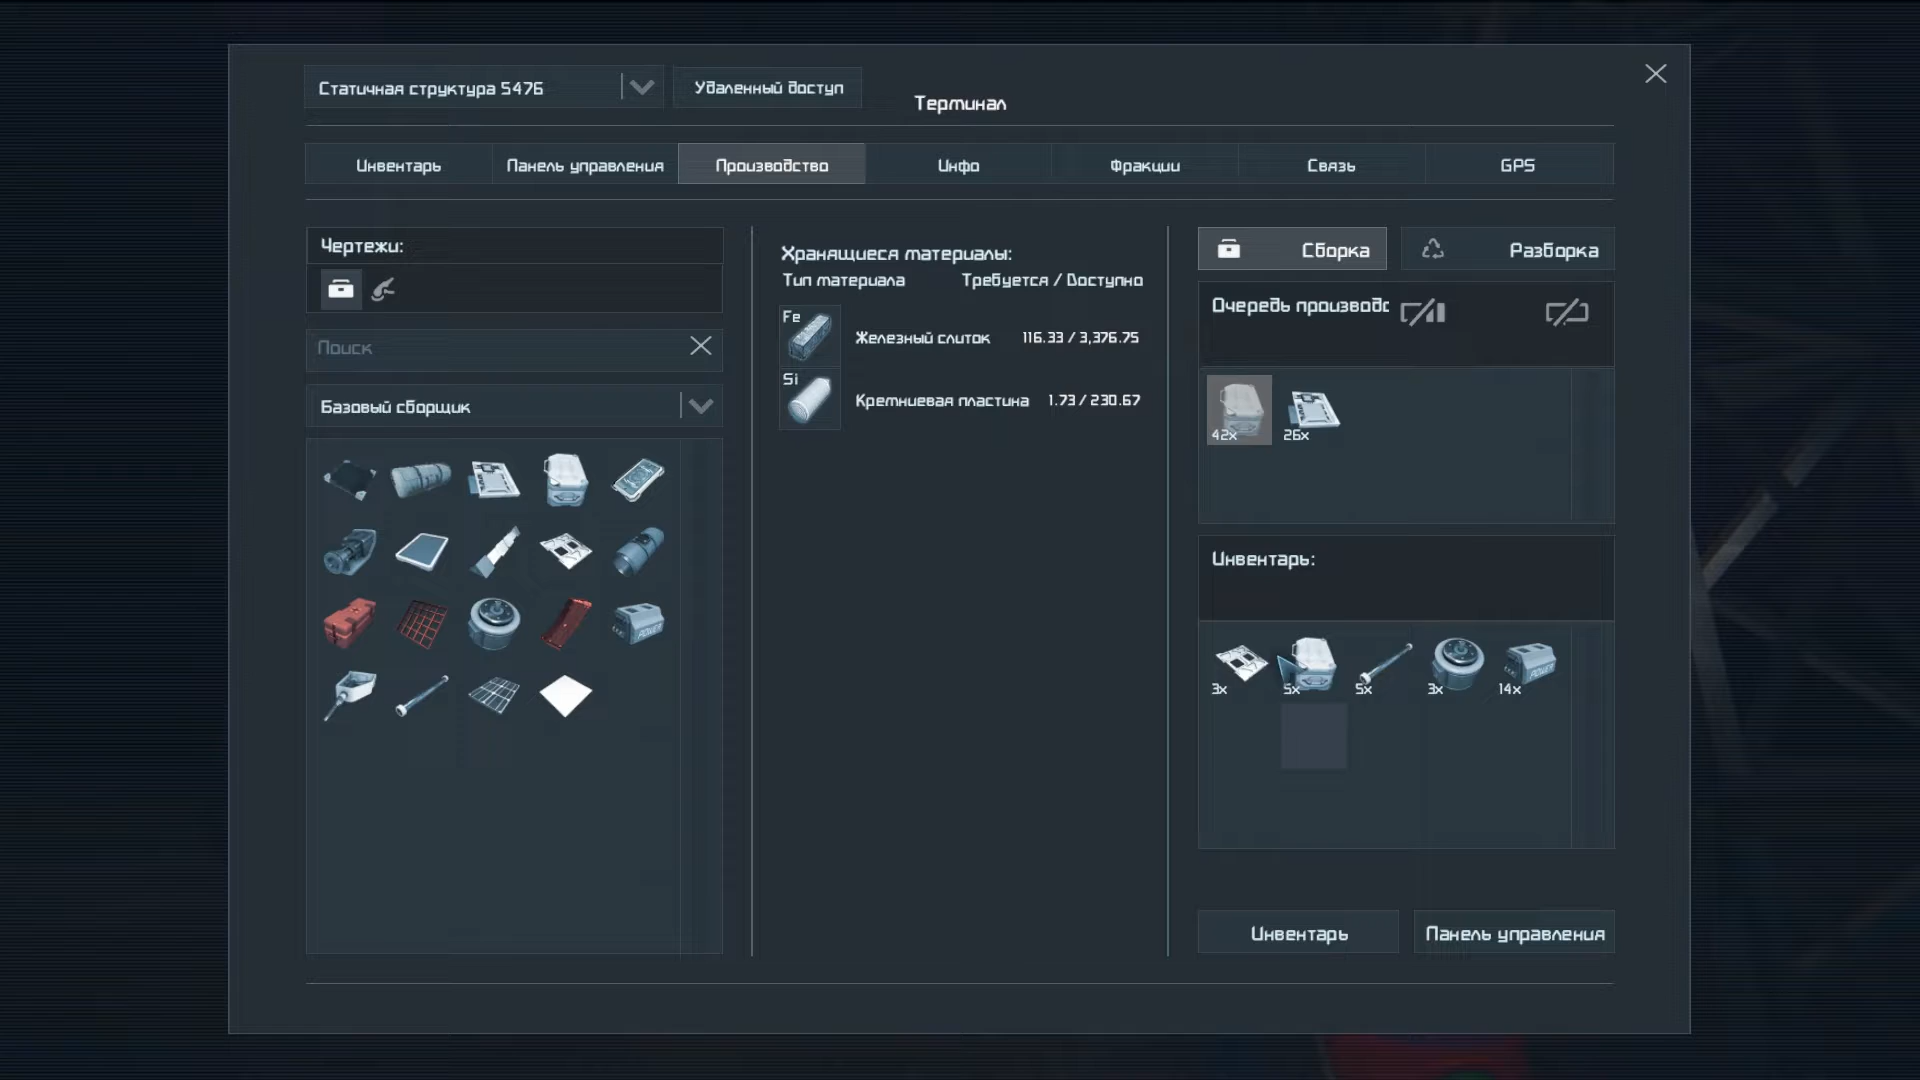 Статичная структура 5476
Удаленный доступ
Терминал
Инвентарь
Панель управления
Производство
Инфо
Фракции
Связь
GPS
Чертежи:
Поиск
Базовый сборщик
Хранящиеся материалы:
Тип материала
Требуется / Доступно
Fe
Железный слиток
116.33 / 3,376.75
Si
Кремниевая пластина
1.73 / 230.67
Сборка
Разборка
Очередь производс
42x
26x
Инвентарь:
3x
5x
5x
3x
14x
Инвентарь
Панель управления